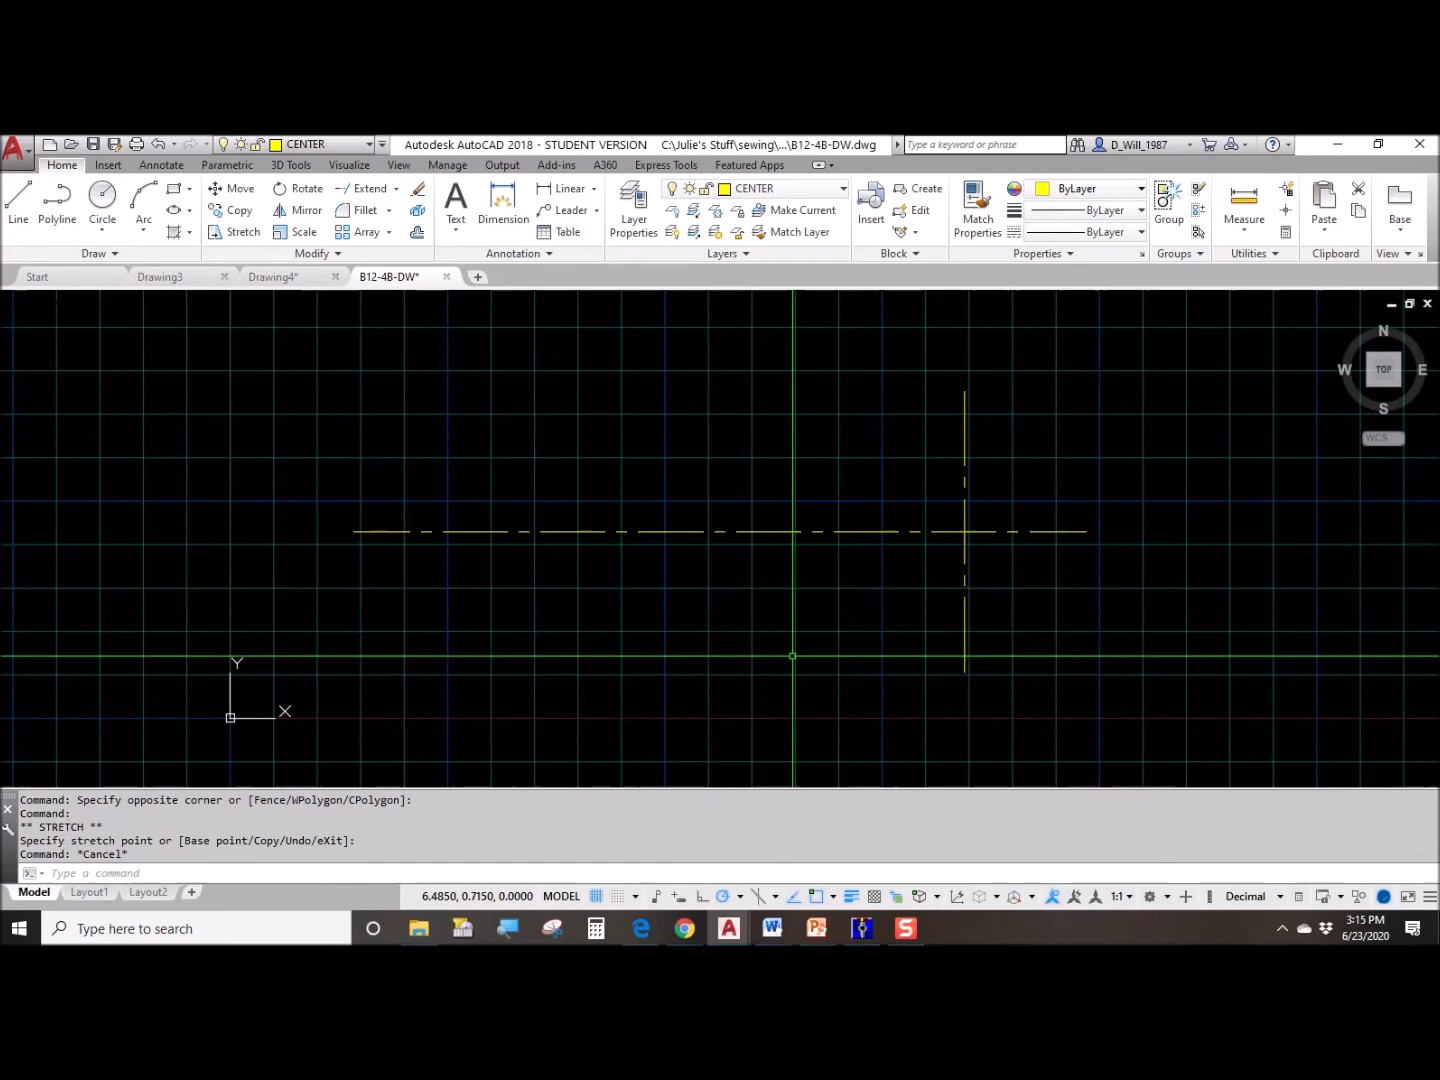 CENTER
Autodesk AutoCAD 2018 - STUDENT VERSION C:\Julie's Stuff\sewing\...\B12-4B-DW.dwg
Type a keyword or phrase
D_Will_1987
Home Insert Annotate Parametric 3D Tools Visualize View Manage Output Add-ins A360 Express Tools Featured Apps
Line Polyline Circle Arc
Move Rotate Extend
Copy Mirror Fillet
Stretch Scale Array
Text Dimension
Linear
Leader
Table
Layer Properties
CENTER
Make Current
Match Layer
Insert
Create
Edit
Match Properties
ByLayer
ByLayer
ByLayer
Group
Measure
Paste
Base
Draw Modify Annotation Layers Block Properties Groups Utilities Clipboard View
Start Drawing3 Drawing4* B12-4B-DW*
N
W TOP E
S
WCS
Y
X
Command: Specify opposite corner or [Fence/WPolygon/CPolygon]:
Command:
** STRETCH **
Specify stretch point or [Base point/Copy/Undo/eXit]:
Command: *Cancel*
Type a command
Model Layout1 Layout2 +
6.4850, 0.7150, 0.0000 MODEL 1:1 Decimal
Type here to search
3:15 PM
6/23/2020